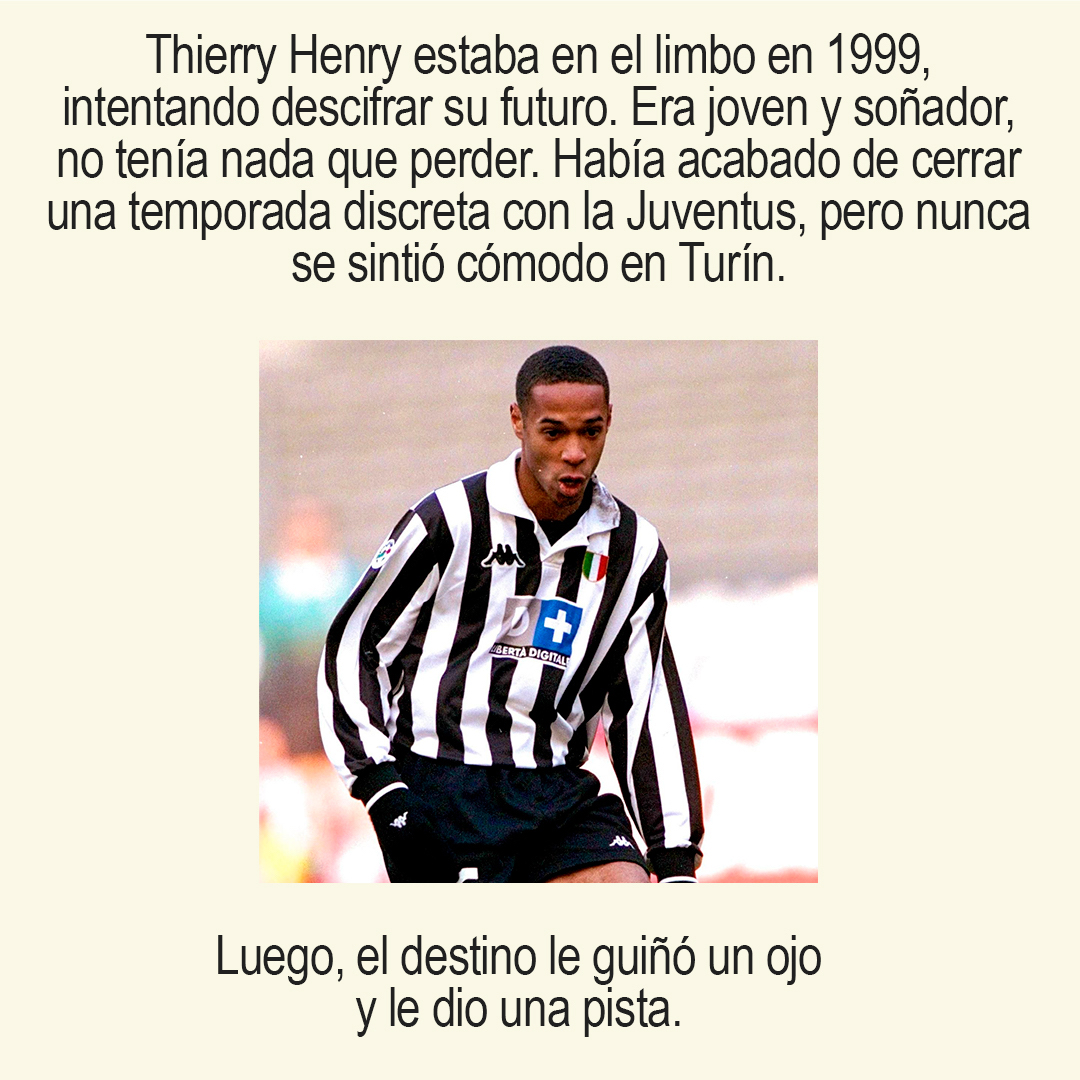 Thierry Henry estaba en el limbo en 1999,
intentando descifrar su futuro. Era joven y soñador,
no tenía nada que perder. Había acabado de cerrar
una temporada discreta con la Juventus, pero nunca
se sintió cómodo en Turín.
D+
LIBERTÀ DIGITALE
Luego, el destino le guiñó un ojo
y le dio una pista.